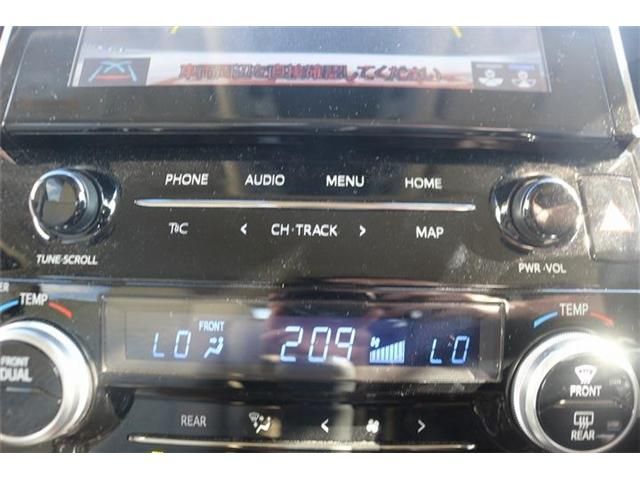 車両周辺を直接確認してください
PHONE AUDIO MENU HOME
T&C < CH·TRACK > MAP
TUNE·SCROLL
PWR·VOL
TEMP
TEMP
FRONT
LO 209 LO
FRONT
DUAL
FRONT
REAR
REAR < >